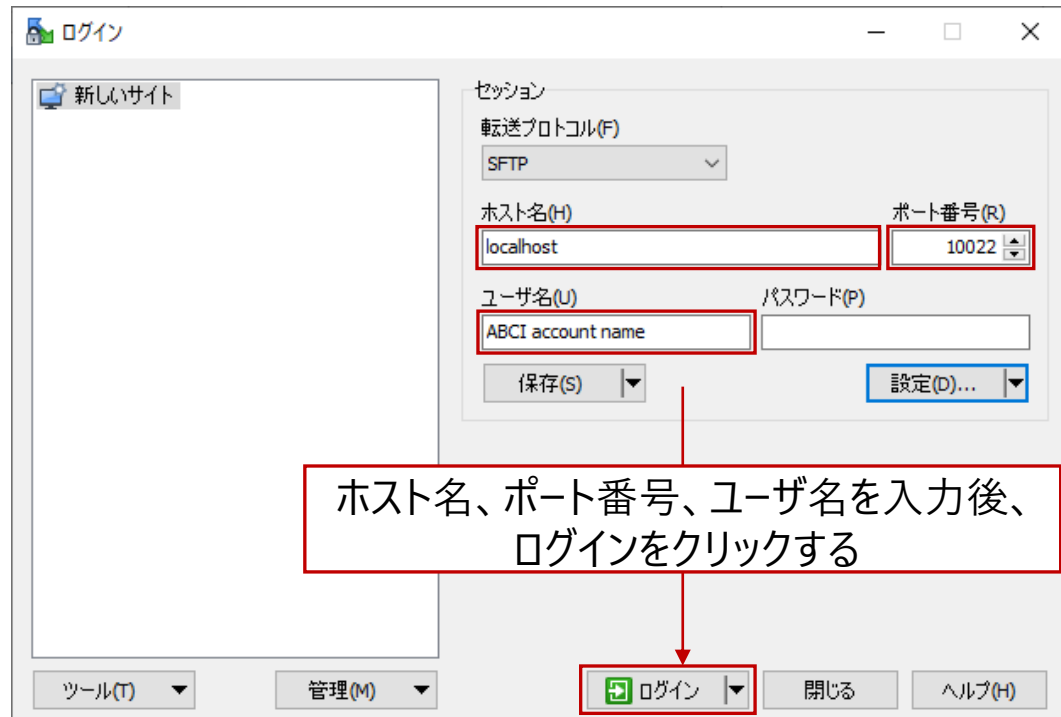 ログイン
新しいサイト
セッション
転送プロトコル(F)
SFTP
ホスト名(H) ポート番号(R)
localhost 10022
ユーザ名(U) パスワード(P)
ABCI account name
保存(S) 設定(D)...
ホスト名、ポート番号、ユーザ名を入力後、
ログインをクリックする
ツール(T) 管理(M) ログイン 閉じる ヘルプ(H)